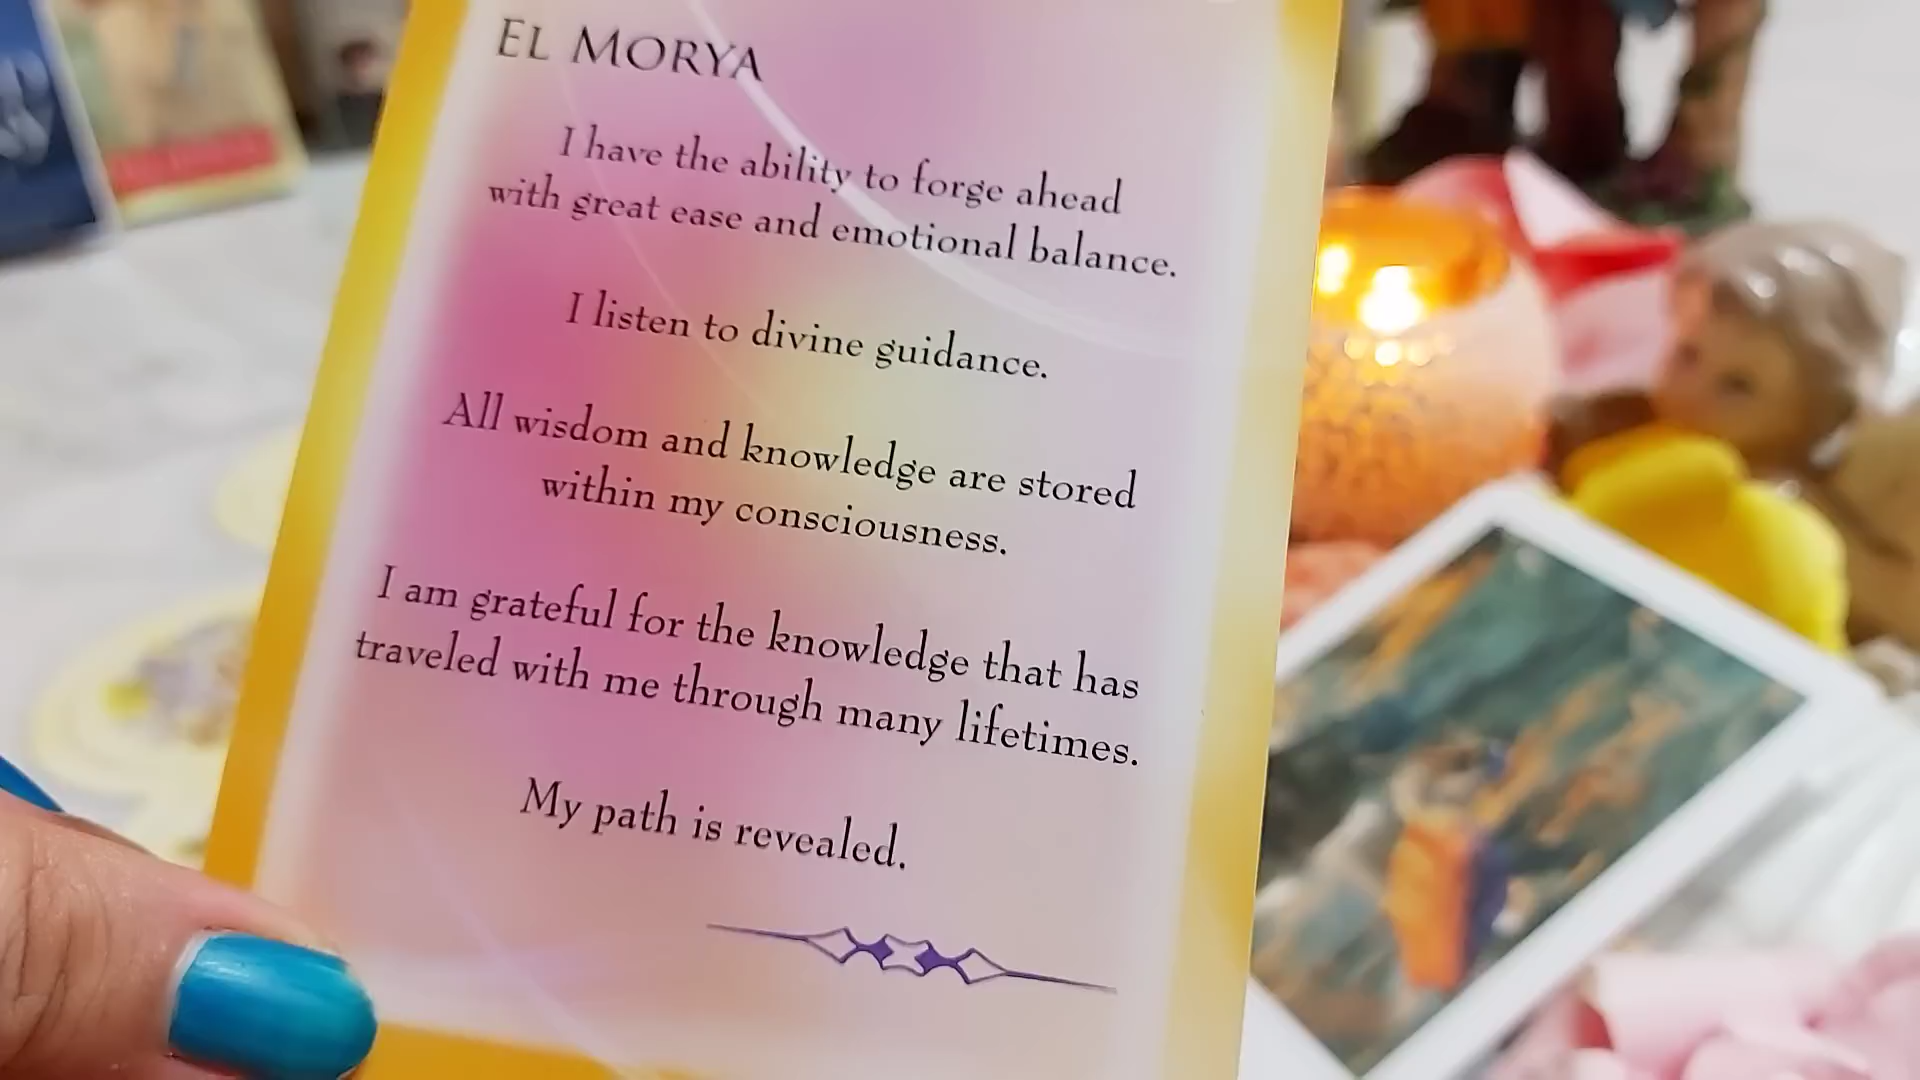 EL MORYA
I have the ability to forge ahead
with great ease and emotional balance.
I listen to divine guidance.
All wisdom and knowledge are stored
within my consciousness.
I am grateful for the knowledge that has
traveled with me through many lifetimes.
My path is revealed.